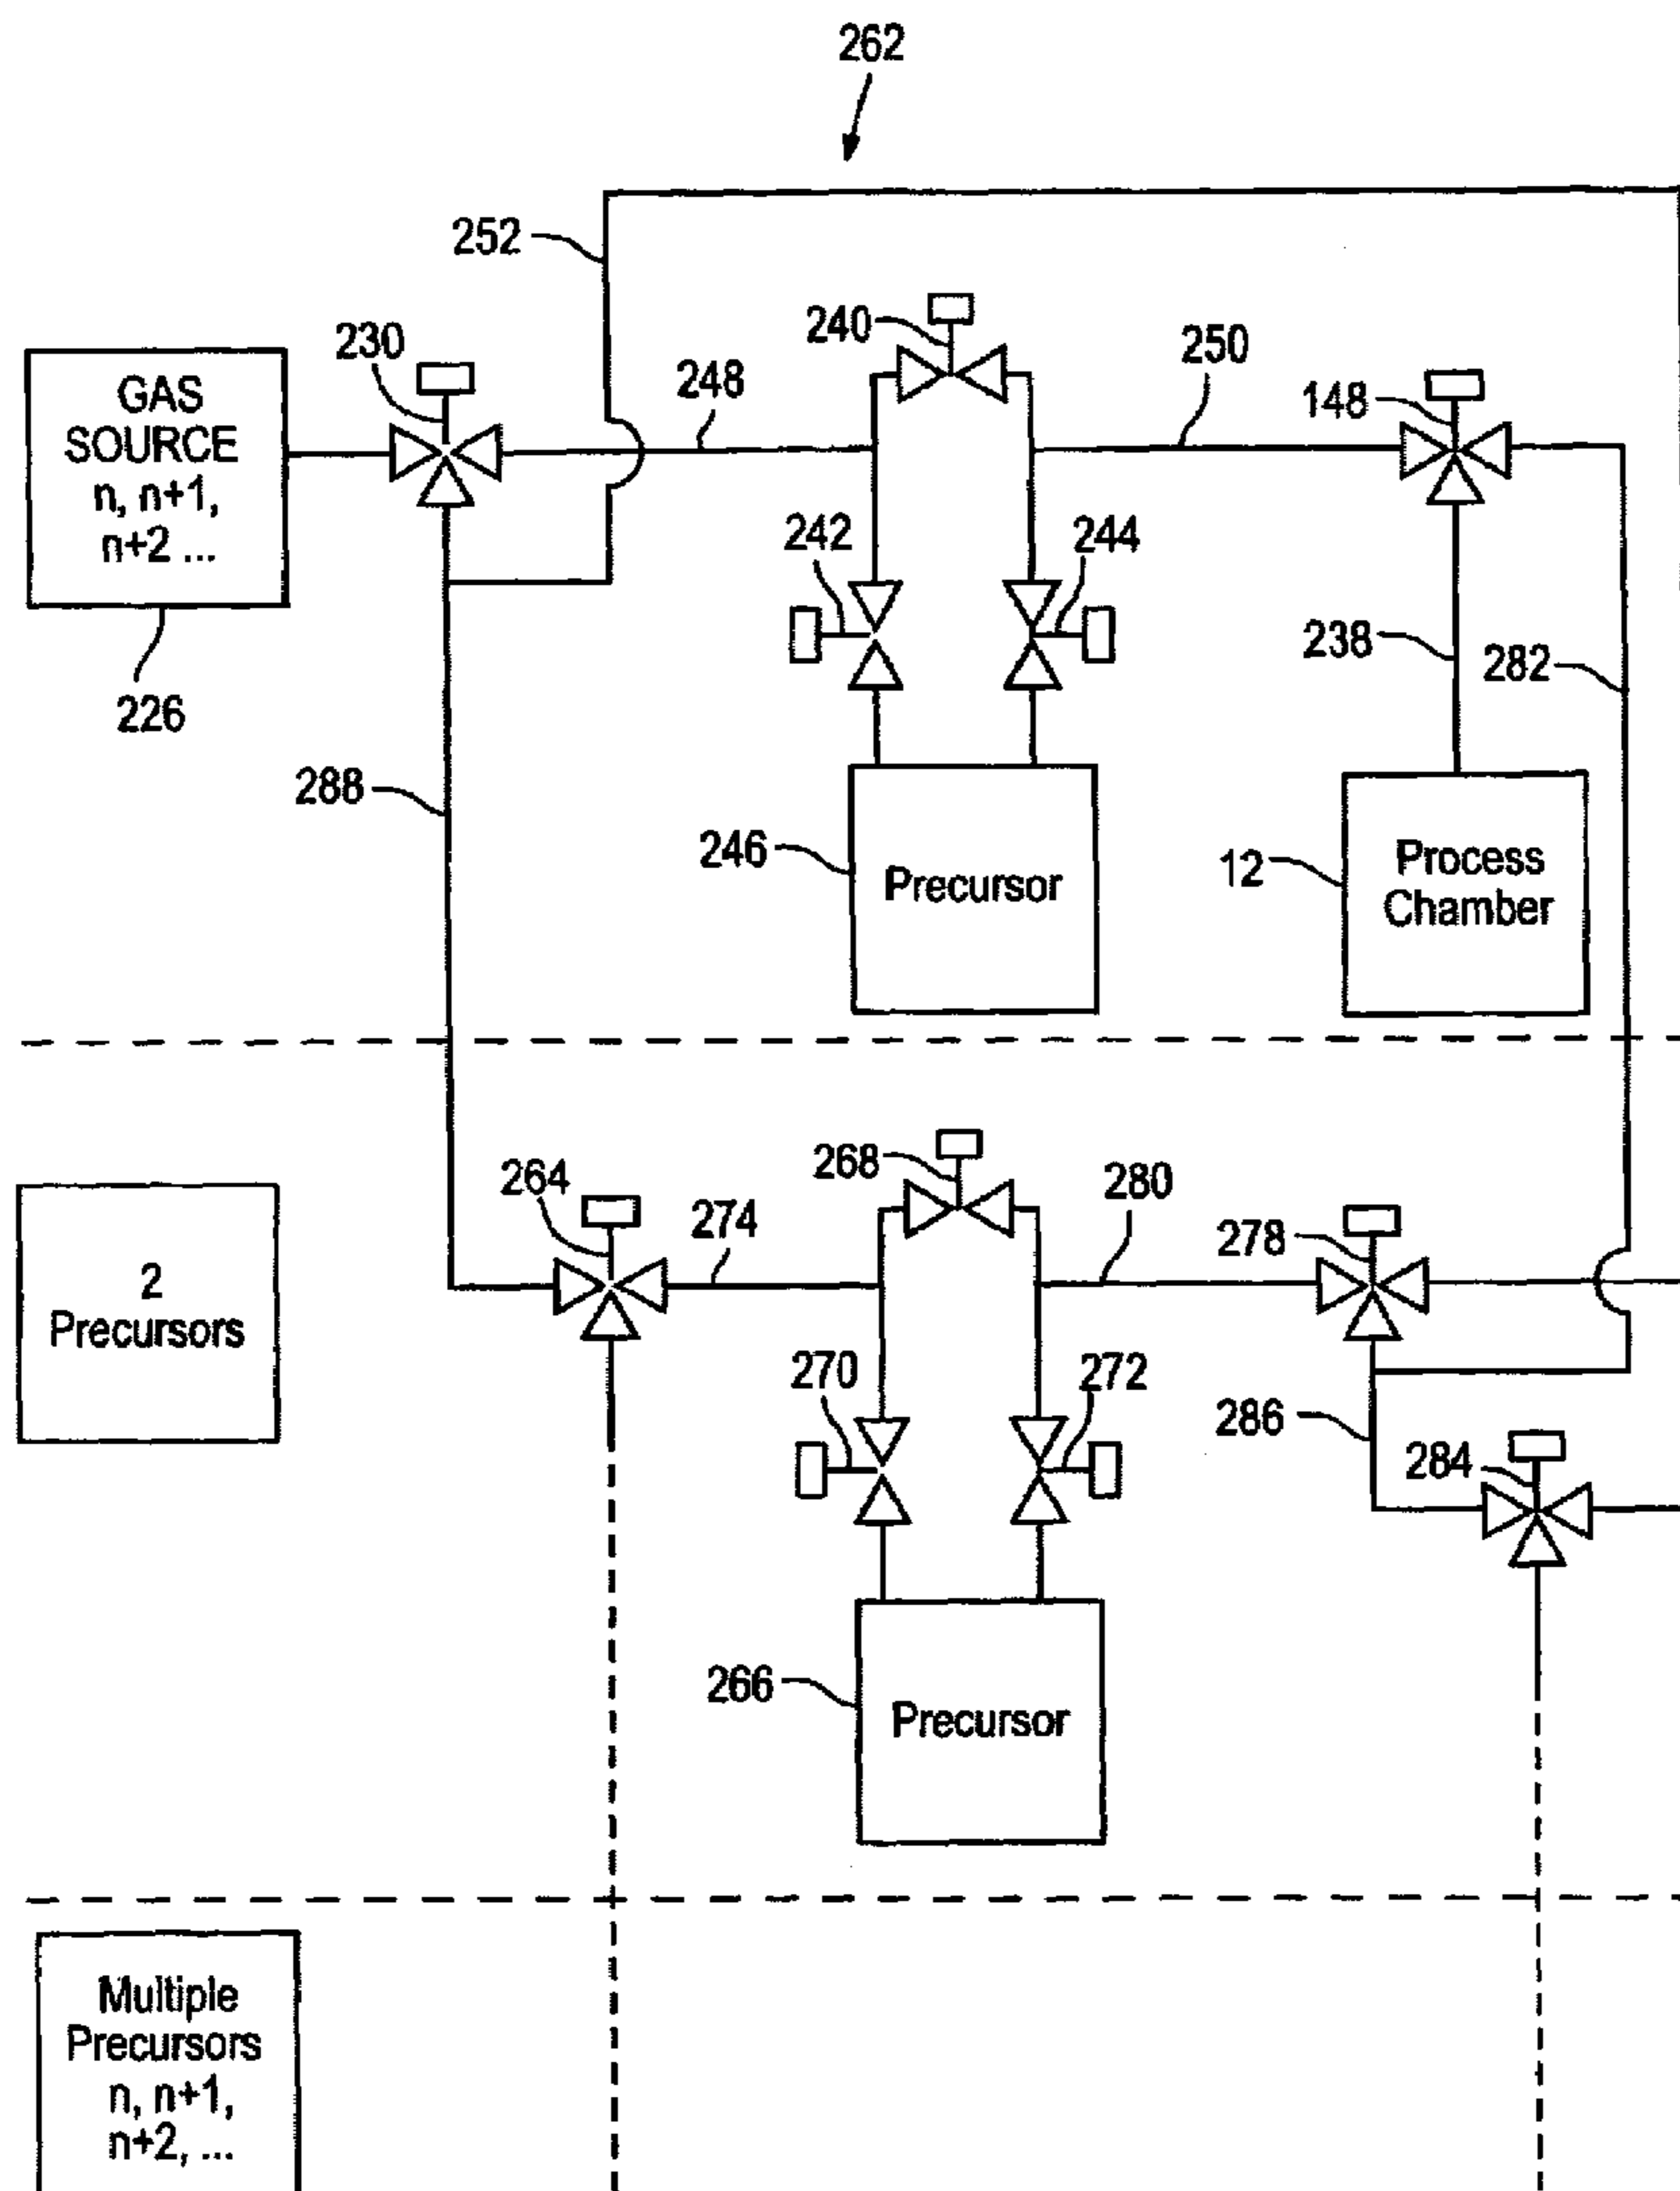 262
252
240
230
250
248
148
GAS
SOURCE
n, n+1,
n+2 ...
242
244
238
282
226
288
246
Precursor
12
Process
Chamber
268
264
280
274
278
2
Precursors
270
272
286
284
266
Precursor
Multiple
Precursors
n, n+1,
n+2, ...